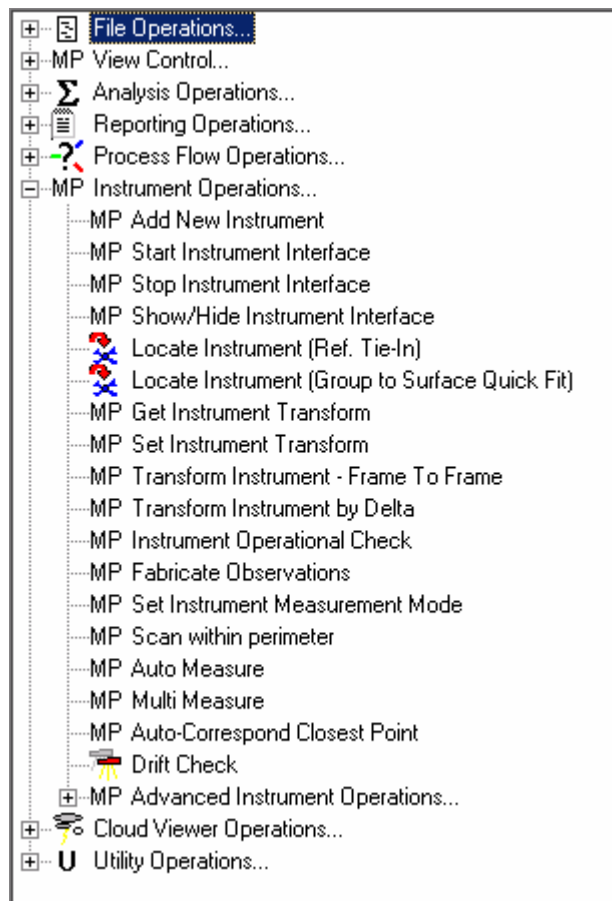 File Operations...
MP View Control...
Σ Analysis Operations...
Reporting Operations...
Process Flow Operations...
MP Instrument Operations...
MP Add New Instrument
MP Start Instrument Interface
MP Stop Instrument Interface
MP Show/Hide Instrument Interface
Locate Instrument (Ref. Tie-In)
Locate Instrument (Group to Surface Quick Fit)
MP Get Instrument Transform
MP Set Instrument Transform
MP Transform Instrument - Frame To Frame
MP Transform Instrument by Delta
MP Instrument Operational Check
MP Fabricate Observations
MP Set Instrument Measurement Mode
MP Scan within perimeter
MP Auto Measure
MP Multi Measure
MP Auto-Correspond Closest Point
Drift Check
MP Advanced Instrument Operations...
Cloud Viewer Operations...
U Utility Operations...